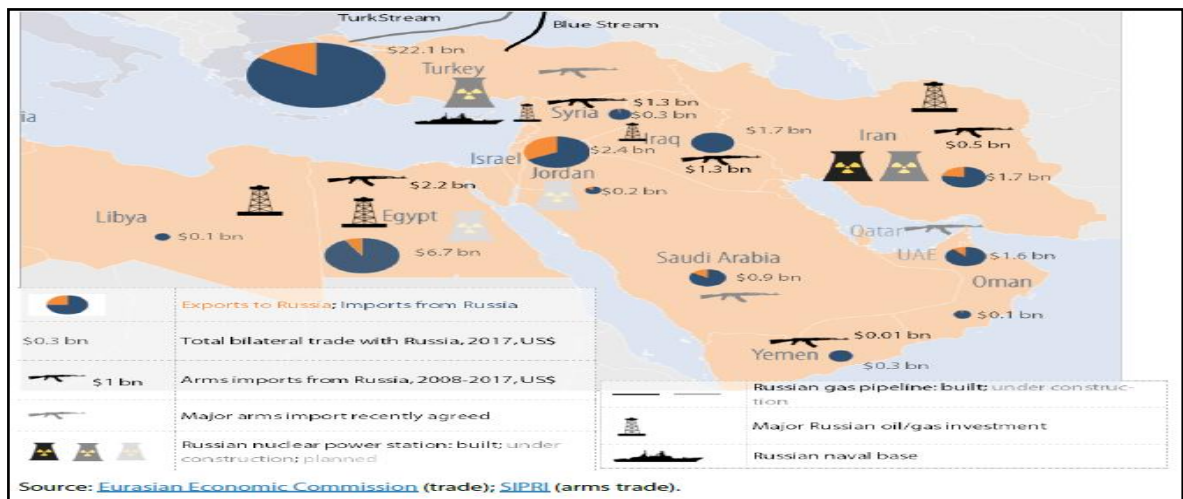 TurkStream
Blue Stream
$22.1 bn
Turkey
$1.3 bn
Syria
$0.3 bn
ia
Iraq
$1.7 bn
Iran
$0.5 bn
Israel
$2.4 bn
$1.3 bn
Jordan
$1.7 bn
$2.2 bn
$0.2 bn
Libya
Egypt
$0.1 bn
Qatar
$6.7 bn
UAE
$1.6 bn
Saudi Arabia
$0.9 bn
Oman
$0.1 bn
$0.01 bn
Yemen
$0.3 bn
Exports to Russia; Imports from Russia
$0.3 bn
Total bilateral trade with Russia, 2017, US$
$1 bn
Arms imports from Russia, 2008-2017, US$
Major arms import recently agreed
Russian nuclear power station: built; under
construction; planned
Russian gas pipeline: built; under construc-
tion
Major Russian oil/gas investment
Russian naval base
Source: Eurasian Economic Commission (trade); SIPRI (arms trade).